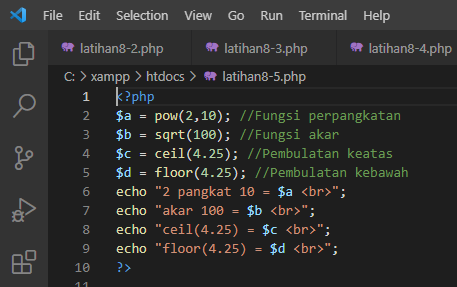 File Edit Selection View Go Run Terminal Help
latihan8-2.php latihan8-3.php latihan8-4.php
C: > xampp > htdocs > latihan8-5.php
1 <?php
2 $a = pow(2,10); //Fungsi perpangkatan
3 $b = sqrt(100); //Fungsi akar
4 $c = ceil(4.25); //Pembulatan keatas
5 $d = floor(4.25); //Pembulatan kebawah
6 echo "2 pangkat 10 = $a <br>";
7 echo "akar 100 = $b <br>";
8 echo "ceil(4.25) = $c <br>";
9 echo "floor(4.25) = $d <br>";
10 ?>
11